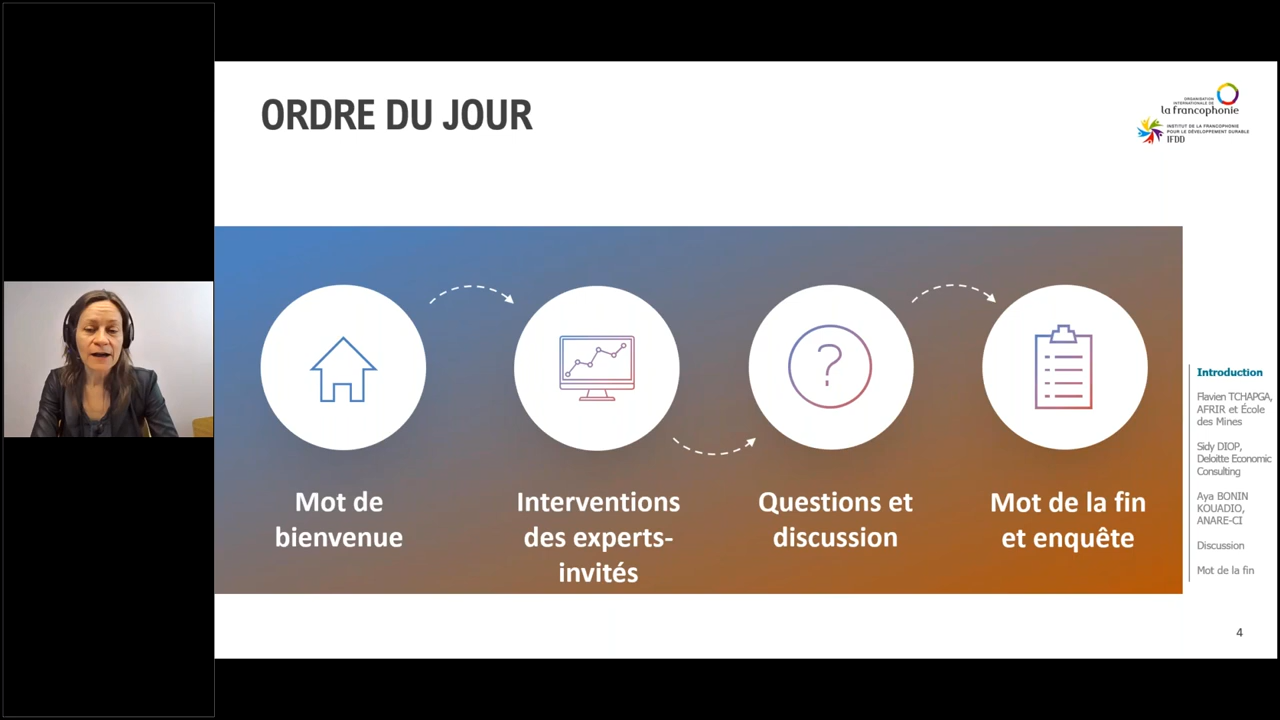 ORDRE DU JOUR
ORGANISATION
INTERNATIONALE DE
la francophonie
INSTITUT DE LA FRANCOPHONIE
POUR LE DÉVELOPPEMENT DURABLE
IFDD
Mot de
bienvenue
Interventions
des experts-
invités
Questions et
discussion
Mot de la fin
et enquête
Introduction
Flavien TCHAPGA,
AFRIR et École
des Mines
Sidy DIOP,
Deloitte Economic
Consulting
Aya BONIN
KOUADIO,
ANARE-CI
Discussion
Mot de la fin
4